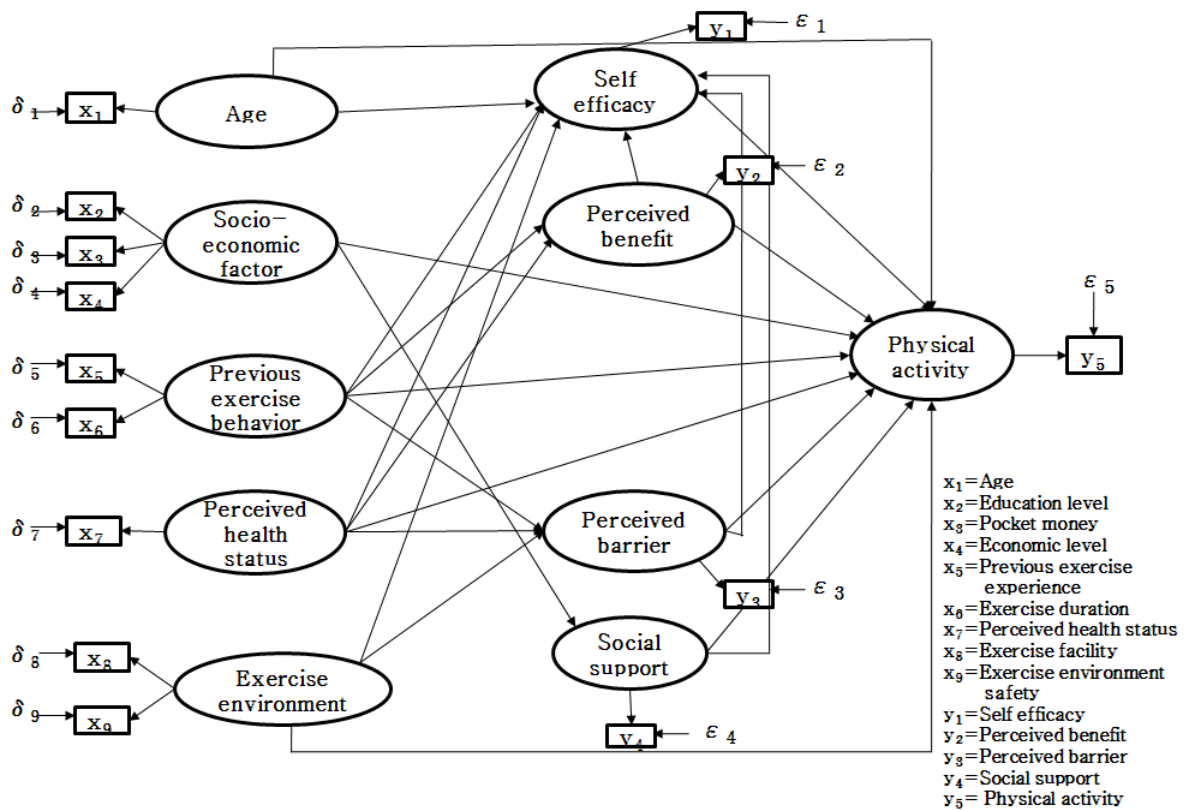 y₁
ε 1
δ 1
x₁
Age
Self
efficacy
y₂
ε 2
δ 2
x₂
δ 3
x₃
δ 4
x₄
Socio-
economic
factor
Perceived
benefit
ε 5
y₅
Physical
activity
δ 5
x₅
δ 6
x₆
Previous
exercise
behavior
δ 7
x₇
Perceived
health
status
Perceived
barrier
y₃
ε 3
δ 8
x₈
δ 9
x₉
Exercise
environment
Social
support
y₄
ε 4
x₁=Age
x₂=Education level
x₃=Pocket money
x₄=Economic level
x₅=Previous exercise
experience
x₆=Exercise duration
x₇=Perceived health status
x₈=Exercise facility
x₉=Exercise environment
safety
y₁=Self efficacy
y₂=Perceived benefit
y₃=Perceived barrier
y₄=Social support
y₅= Physical activity